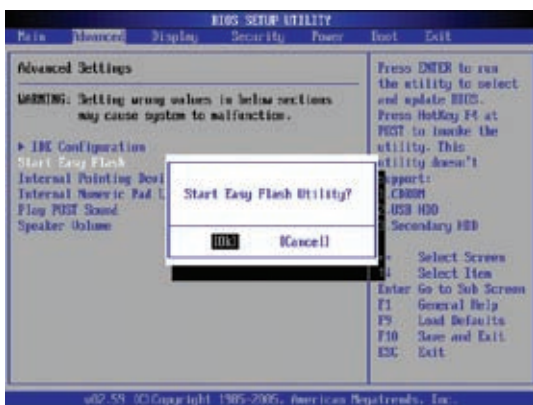 BIOS SETUP UTILITY
Main Advanced Display Security Power Boot Exit
Advanced Settings
WARNING: Setting wrong values in below sections
may cause system to malfunction.
▶ IDE Configuration
Start Easy Flash
Internal Pointing Devi
Internal Numeric Pad L
Play POST Sound
Speaker Volume
Start Easy Flash Utility?
[Ok] [Cancel]
Press ENTER to run
the utility to select
and update BIOS.
Press HotKey F4 at
POST to invoke the
utility. This
utility doesn't
support:
CDROM
USB HDD
Secondary HDD
Select Screen
Select Item
Enter Go to Sub Screen
F1 General Help
F9 Load Defaults
F10 Save and Exit
ESC Exit
v02.59 (C)Copyright 1985-2005, American Megatrends, Inc.